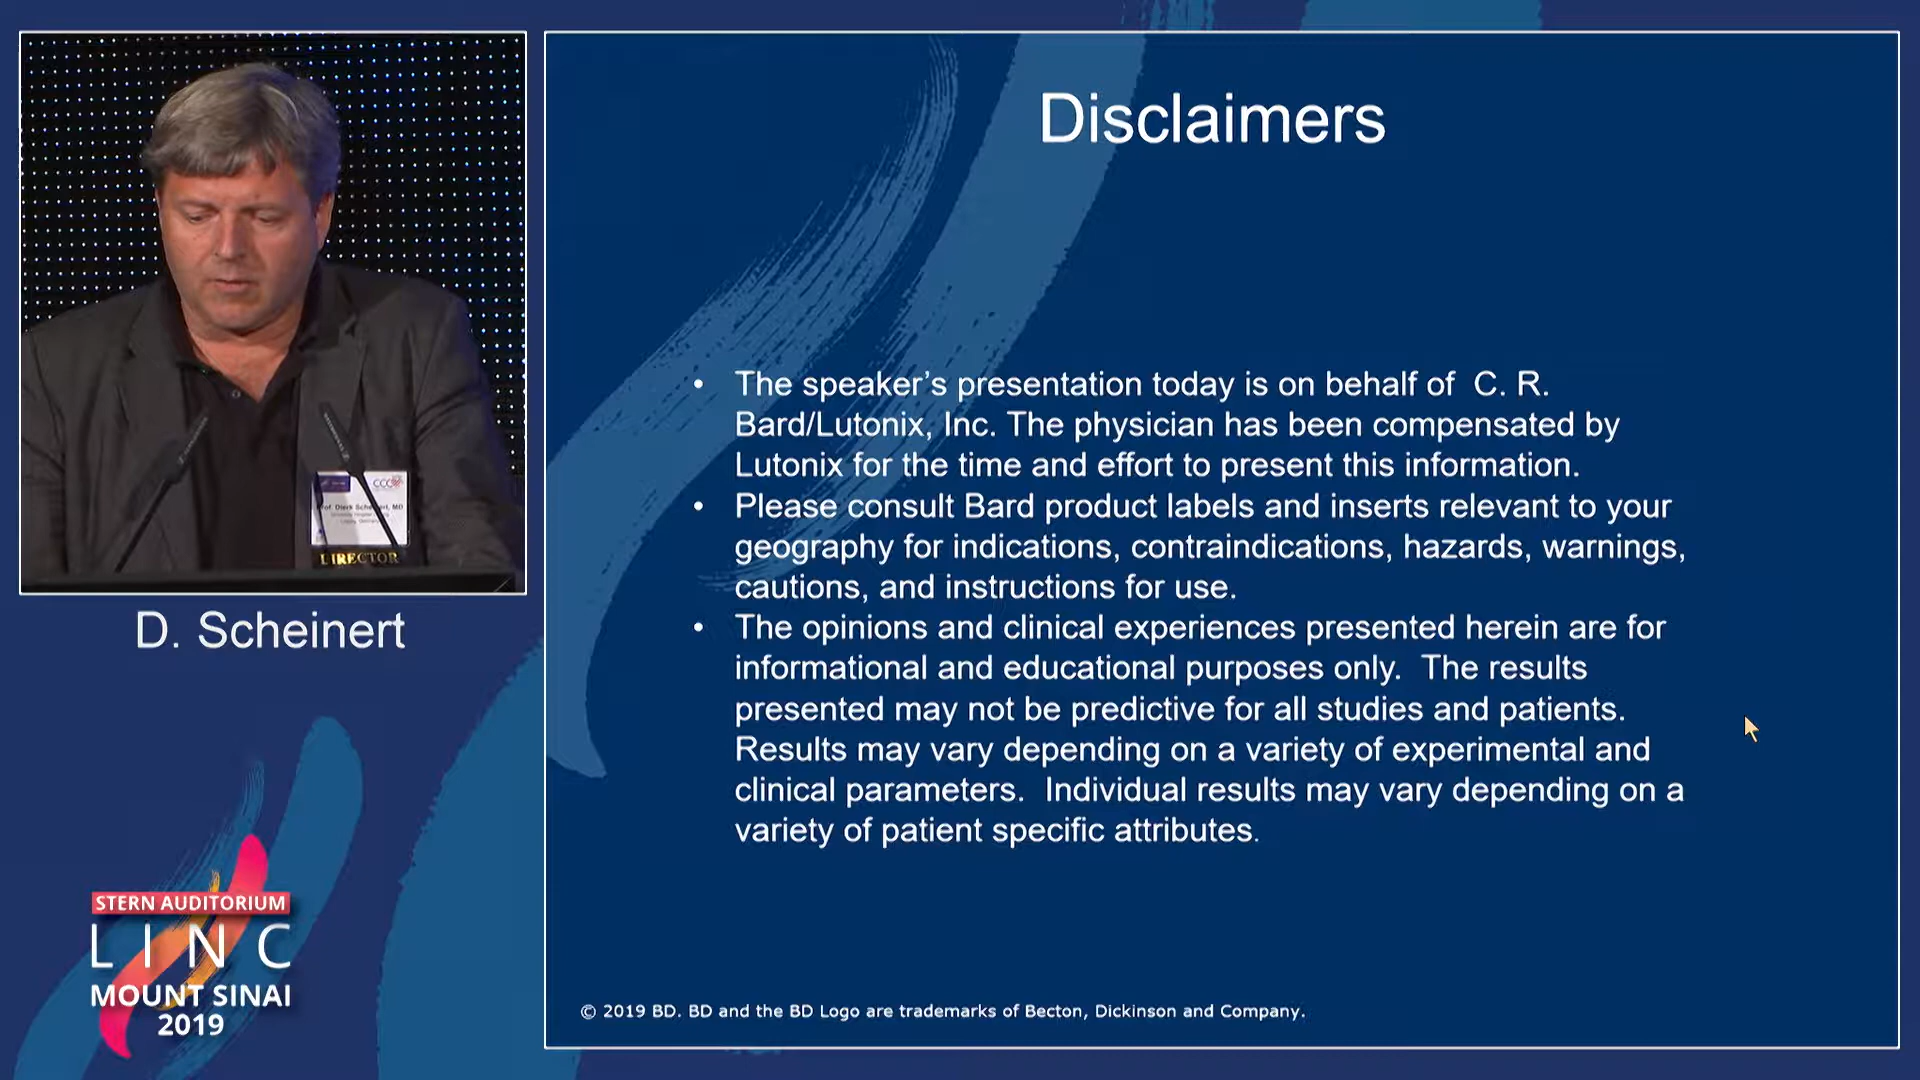 Disclaimers
• The speaker’s presentation today is on behalf of  C. R.
Bard/Lutonix, Inc. The physician has been compensated by
Lutonix for the time and effort to present this information.
• Please consult Bard product labels and inserts relevant to your
geography for indications, contraindications, hazards, warnings,
cautions, and instructions for use.
• The opinions and clinical experiences presented herein are for
informational and educational purposes only.  The results
presented may not be predictive for all studies and patients.
Results may vary depending on a variety of experimental and
clinical parameters.  Individual results may vary depending on a
variety of patient specific attributes.
© 2019 BD. BD and the BD Logo are trademarks of Becton, Dickinson and Company.
CCC
Dierk MD
DIRECTOR
D. Scheinert
STERN AUDITORIUM
LINC
MOUNT SINAI
2019